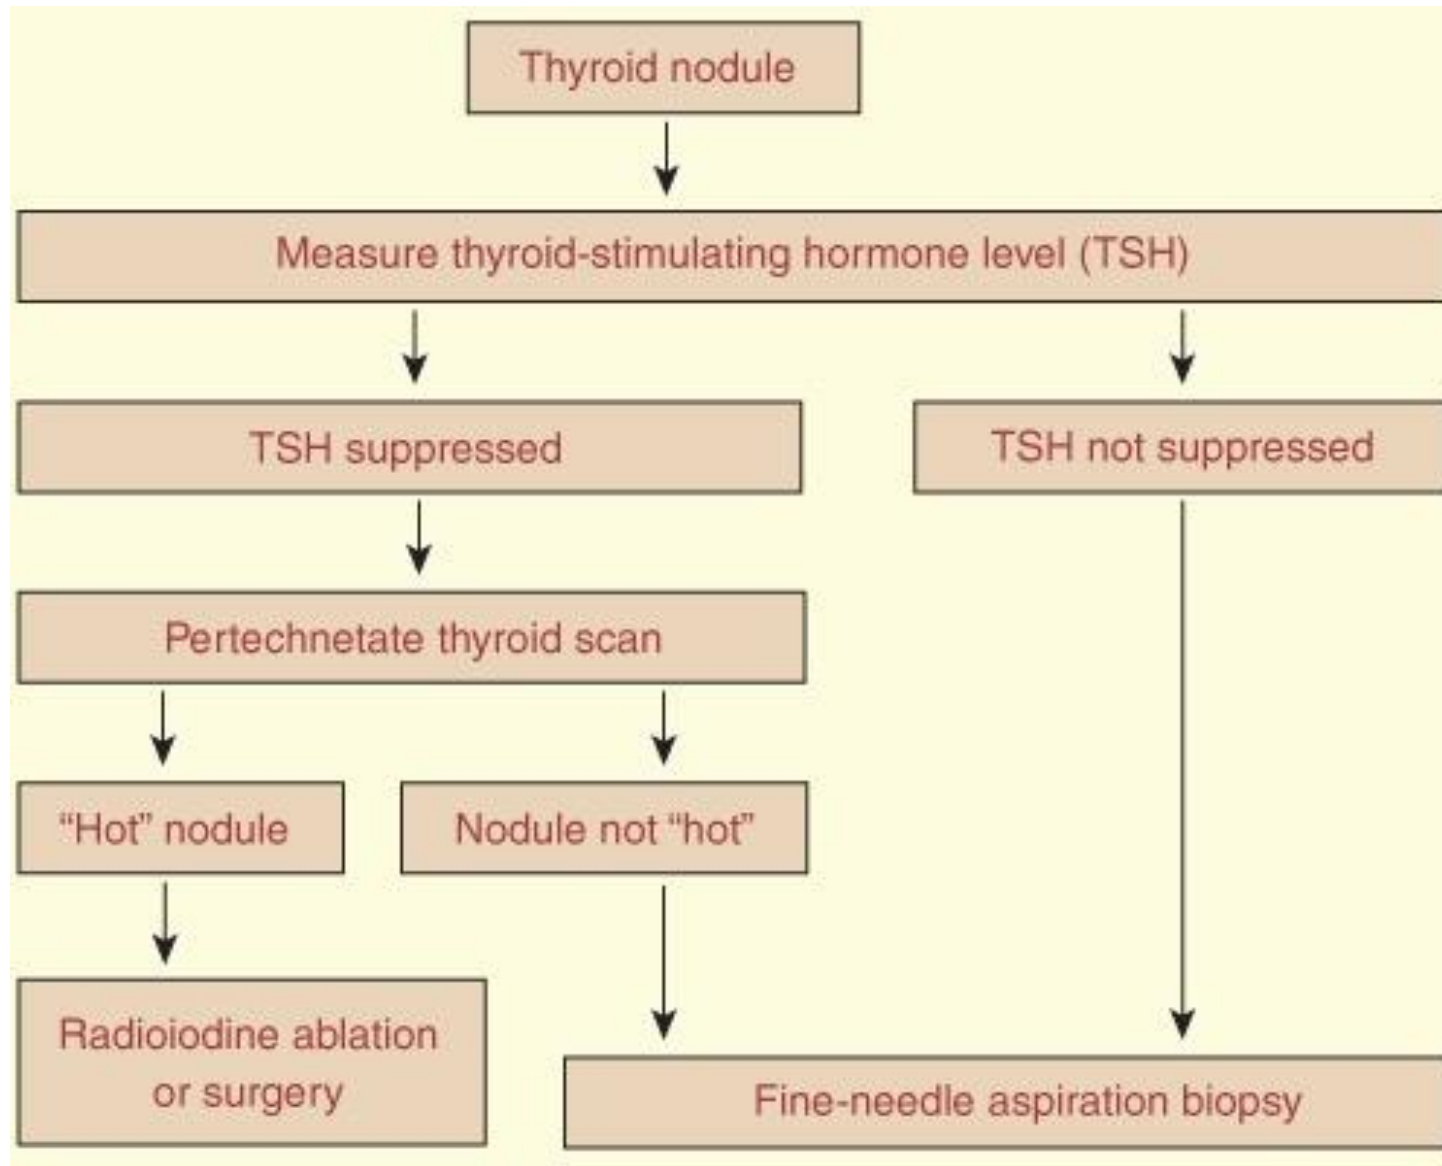 Thyroid nodule
Measure thyroid-stimulating hormone level (TSH)
TSH suppressed
TSH not suppressed
Pertechnetate thyroid scan
“Hot” nodule
Nodule not “hot”
Radioiodine ablation
or surgery
Fine-needle aspiration biopsy